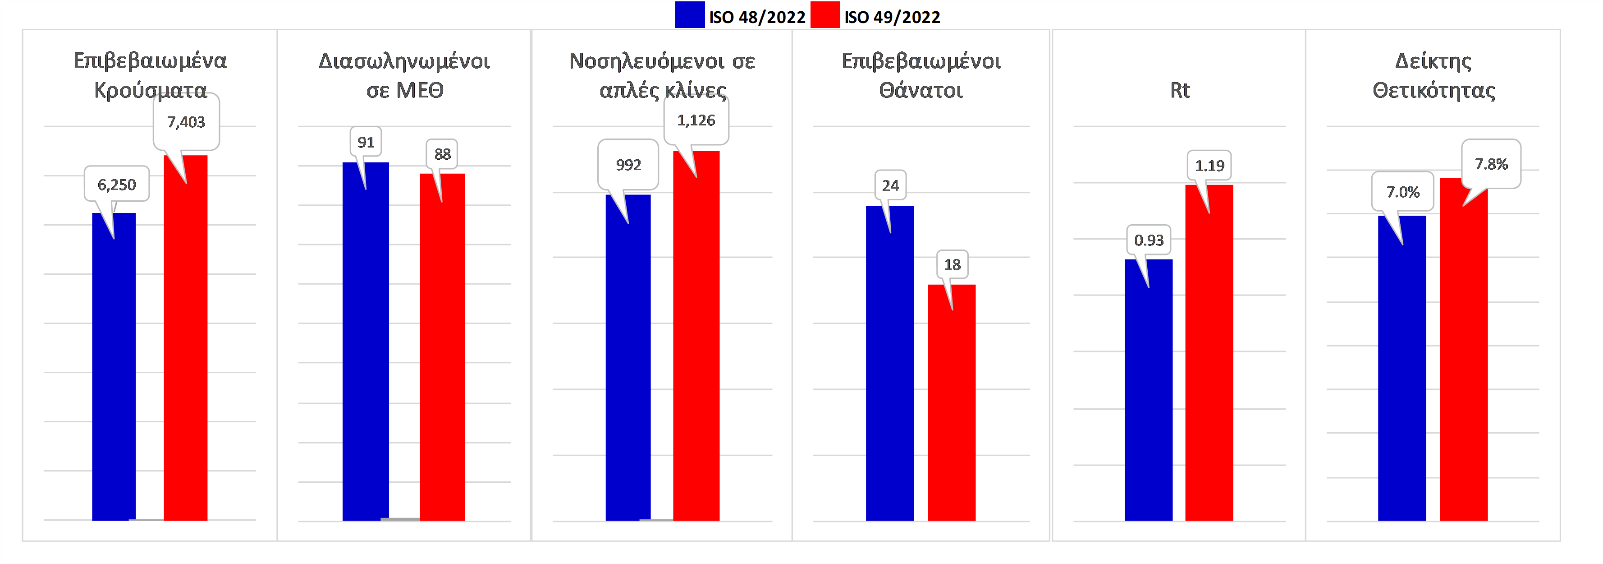 ISO 48/2022 ISO 49/2022
Επιβεβαιωμένα
Κρούσματα
6,250
7,403
Διασωληνωμένοι
σε ΜΕΘ
91
88
Νοσηλευόμενοι σε
απλές κλίνες
992
1,126
Επιβεβαιωμένοι
Θάνατοι
24
18
Rt
0.93
1.19
Δείκτης
Θετικότητας
7.0%
7.8%